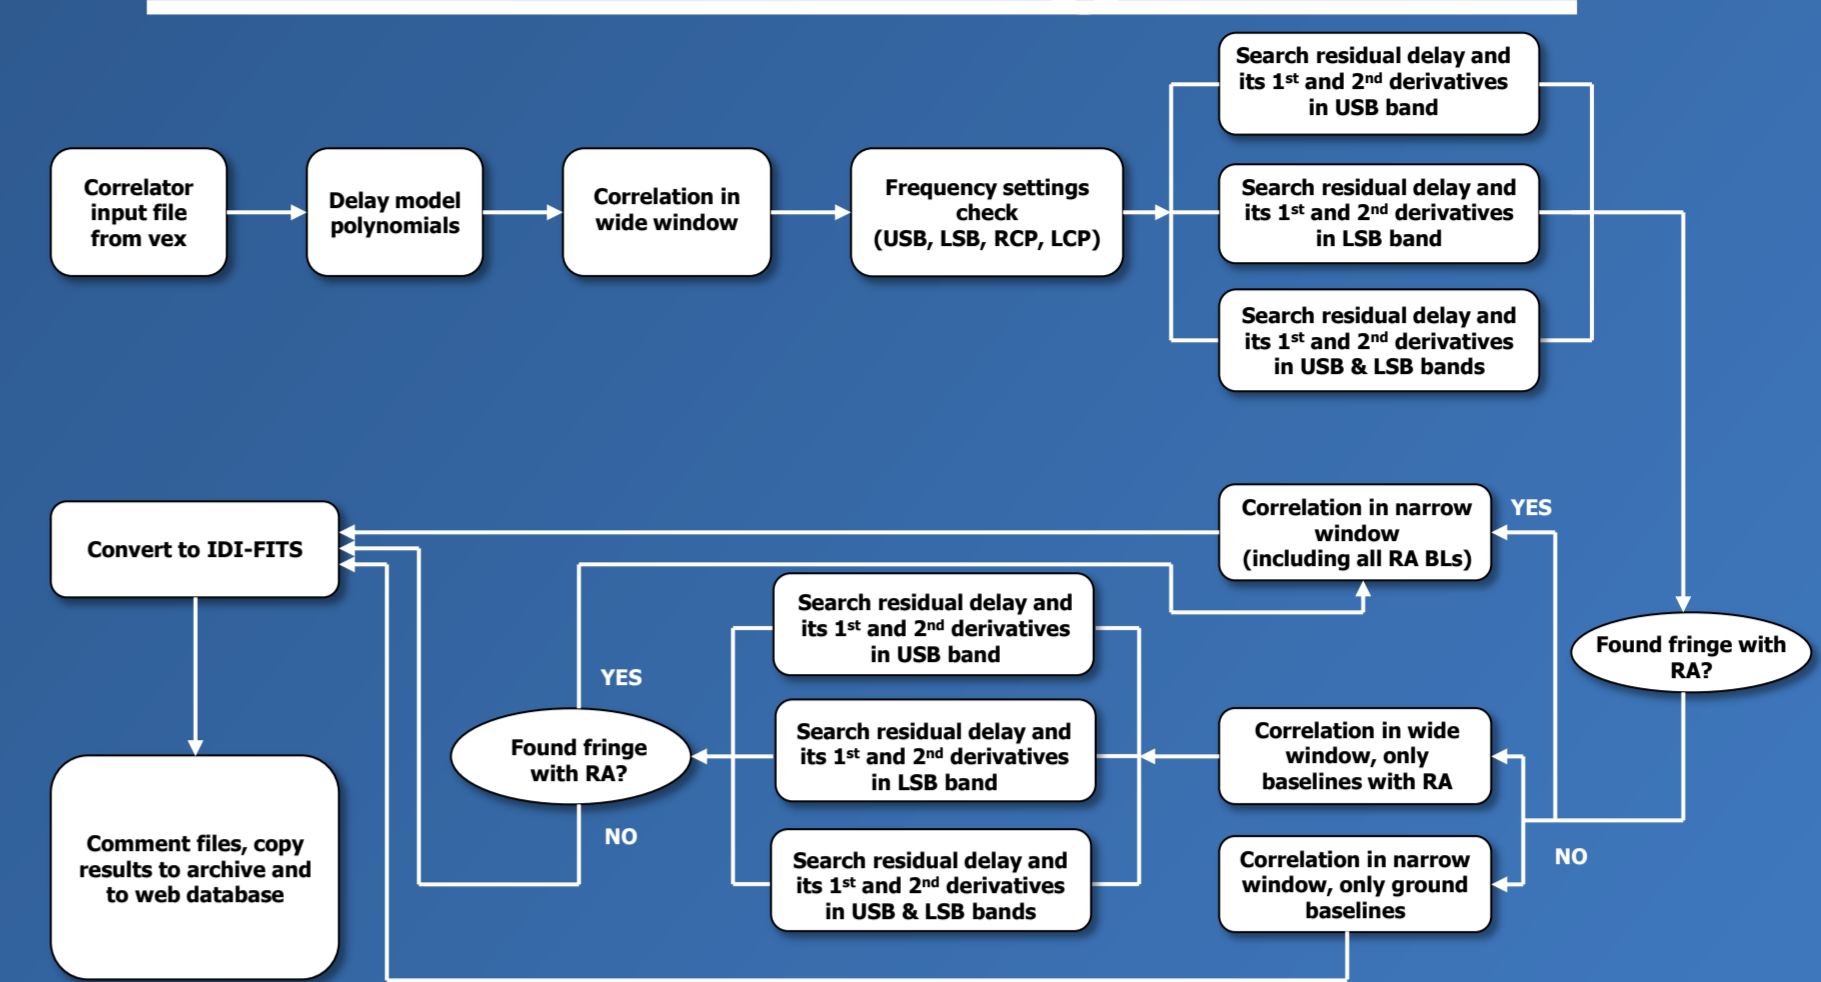 Correlator
input file
from vex
Delay model
polynomials
Correlation in
wide window
Frequency settings
check
(USB, LSB, RCP, LCP)
Search residual delay and
its 1st and 2nd derivatives
in USB band
Search residual delay and
its 1st and 2nd derivatives
in LSB band
Search residual delay and
its 1st and 2nd derivatives
in USB & LSB bands
Found fringe with
RA?
YES
NO
Correlation in narrow
window
(including all RA BLs)
Correlation in wide
window, only
baselines with RA
Correlation in narrow
window, only ground
baselines
Search residual delay and
its 1st and 2nd derivatives
in USB band
Search residual delay and
its 1st and 2nd derivatives
in LSB band
Search residual delay and
its 1st and 2nd derivatives
in USB & LSB bands
YES
Found fringe
with RA?
NO
Convert to IDI-FITS
Comment files, copy
results to archive and
to web database